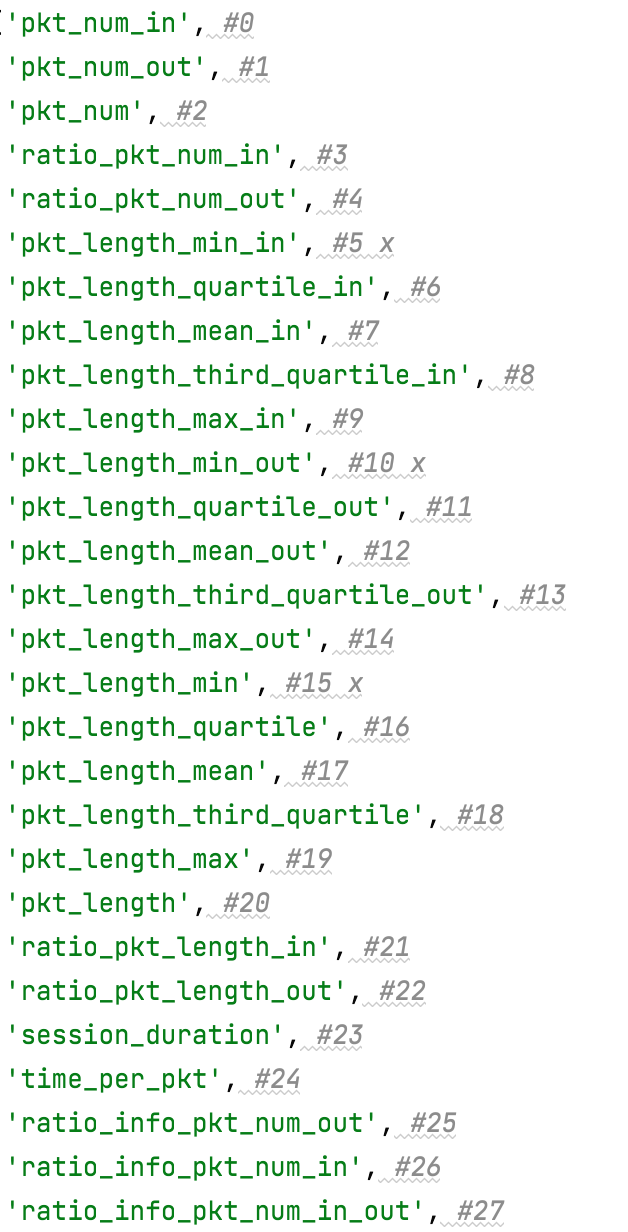 'pkt_num_in', #0
'pkt_num_out', #1
'pkt_num', #2
'ratio_pkt_num_in', #3
'ratio_pkt_num_out', #4
'pkt_length_min_in', #5 x
'pkt_length_quartile_in', #6
'pkt_length_mean_in', #7
'pkt_length_third_quartile_in', #8
'pkt_length_max_in', #9
'pkt_length_min_out', #10 x
'pkt_length_quartile_out', #11
'pkt_length_mean_out', #12
'pkt_length_third_quartile_out', #13
'pkt_length_max_out', #14
'pkt_length_min', #15 x
'pkt_length_quartile', #16
'pkt_length_mean', #17
'pkt_length_third_quartile', #18
'pkt_length_max', #19
'pkt_length', #20
'ratio_pkt_length_in', #21
'ratio_pkt_length_out', #22
'session_duration', #23
'time_per_pkt', #24
'ratio_info_pkt_num_out', #25
'ratio_info_pkt_num_in', #26
'ratio_info_pkt_num_in_out', #27